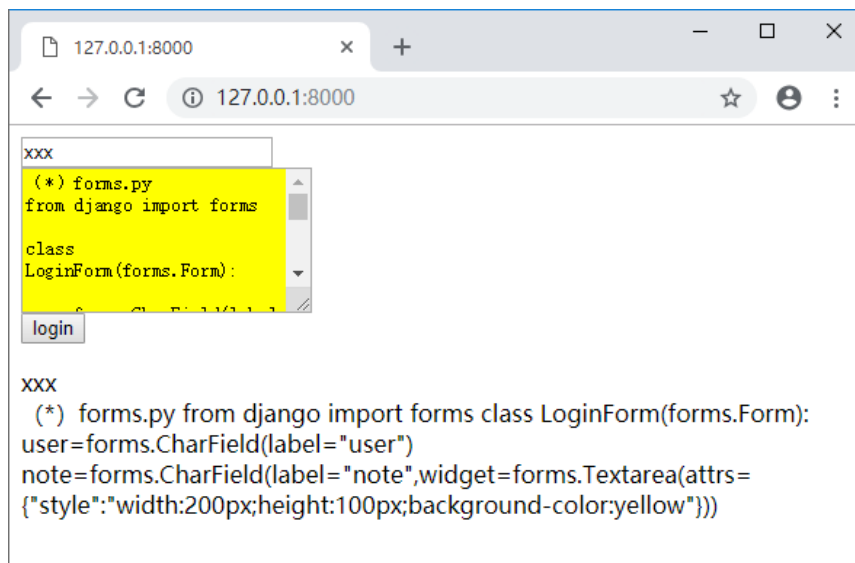 127.0.0.1:8000
127.0.0.1:8000
xxx
(*) forms.py
from django import forms
class
LoginForm(forms.Form):
login
xxx
(*) forms.py from django import forms class LoginForm(forms.Form):
user=forms.CharField(label="user")
note=forms.CharField(label="note",widget=forms.Textarea(attrs=
{"style":"width:200px;height:100px;background-color:yellow"}))